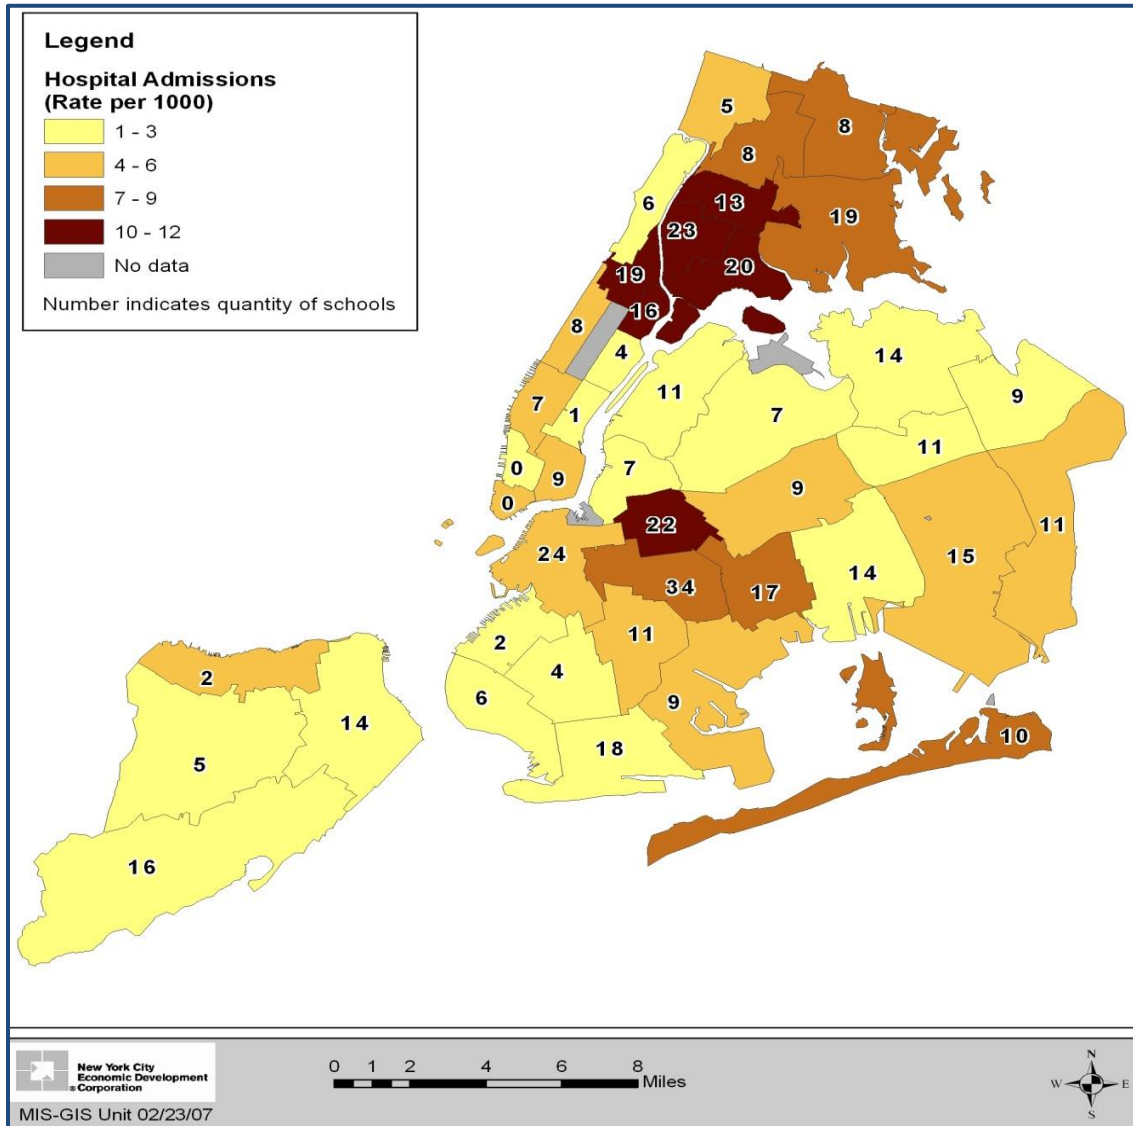 Legend
Hospital Admissions
(Rate per 1000)
1 - 3
4 - 6
7 - 9
10 - 12
No data
Number indicates quantity of schools
5
8
8
6
13
19
23
20
19
16
8
4
14
11
9
7
7
1
11
0
9
7
9
0
22
11
24
15
14
34
17
2
11
4
2
6
9
14
18
10
5
16
New York City
Economic Development
® Corporation
MIS-GIS Unit 02/23/07
0 1 2 4 6 8
Miles
N
W E
S